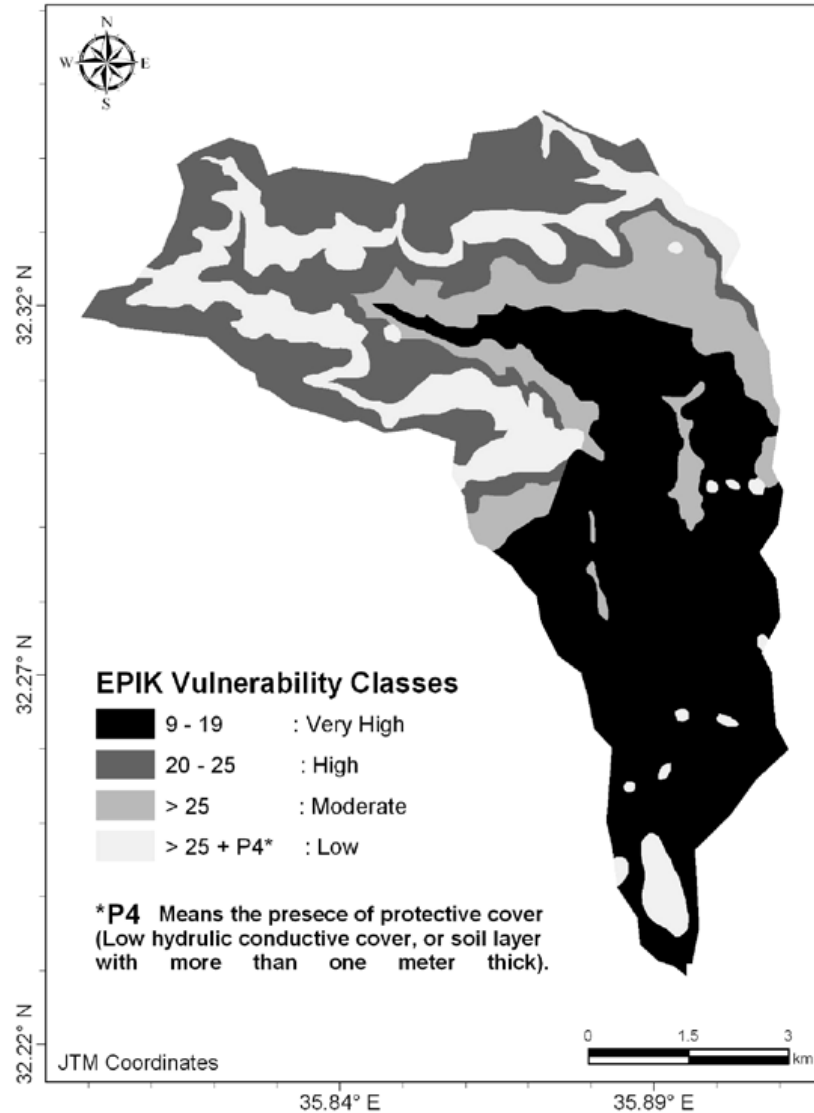 N
W E
S
32.32° N
32.27° N
32.22° N
EPIK Vulnerability Classes
9 - 19 : Very High
20 - 25 : High
> 25 : Moderate
> 25 + P4* : Low
*P4 Means the presece of protective cover
(Low hydrulic conductive cover, or soil layer
with more than one meter thick).
0 1.5 3
km
JTM Coordinates
35.84° E 35.89° E